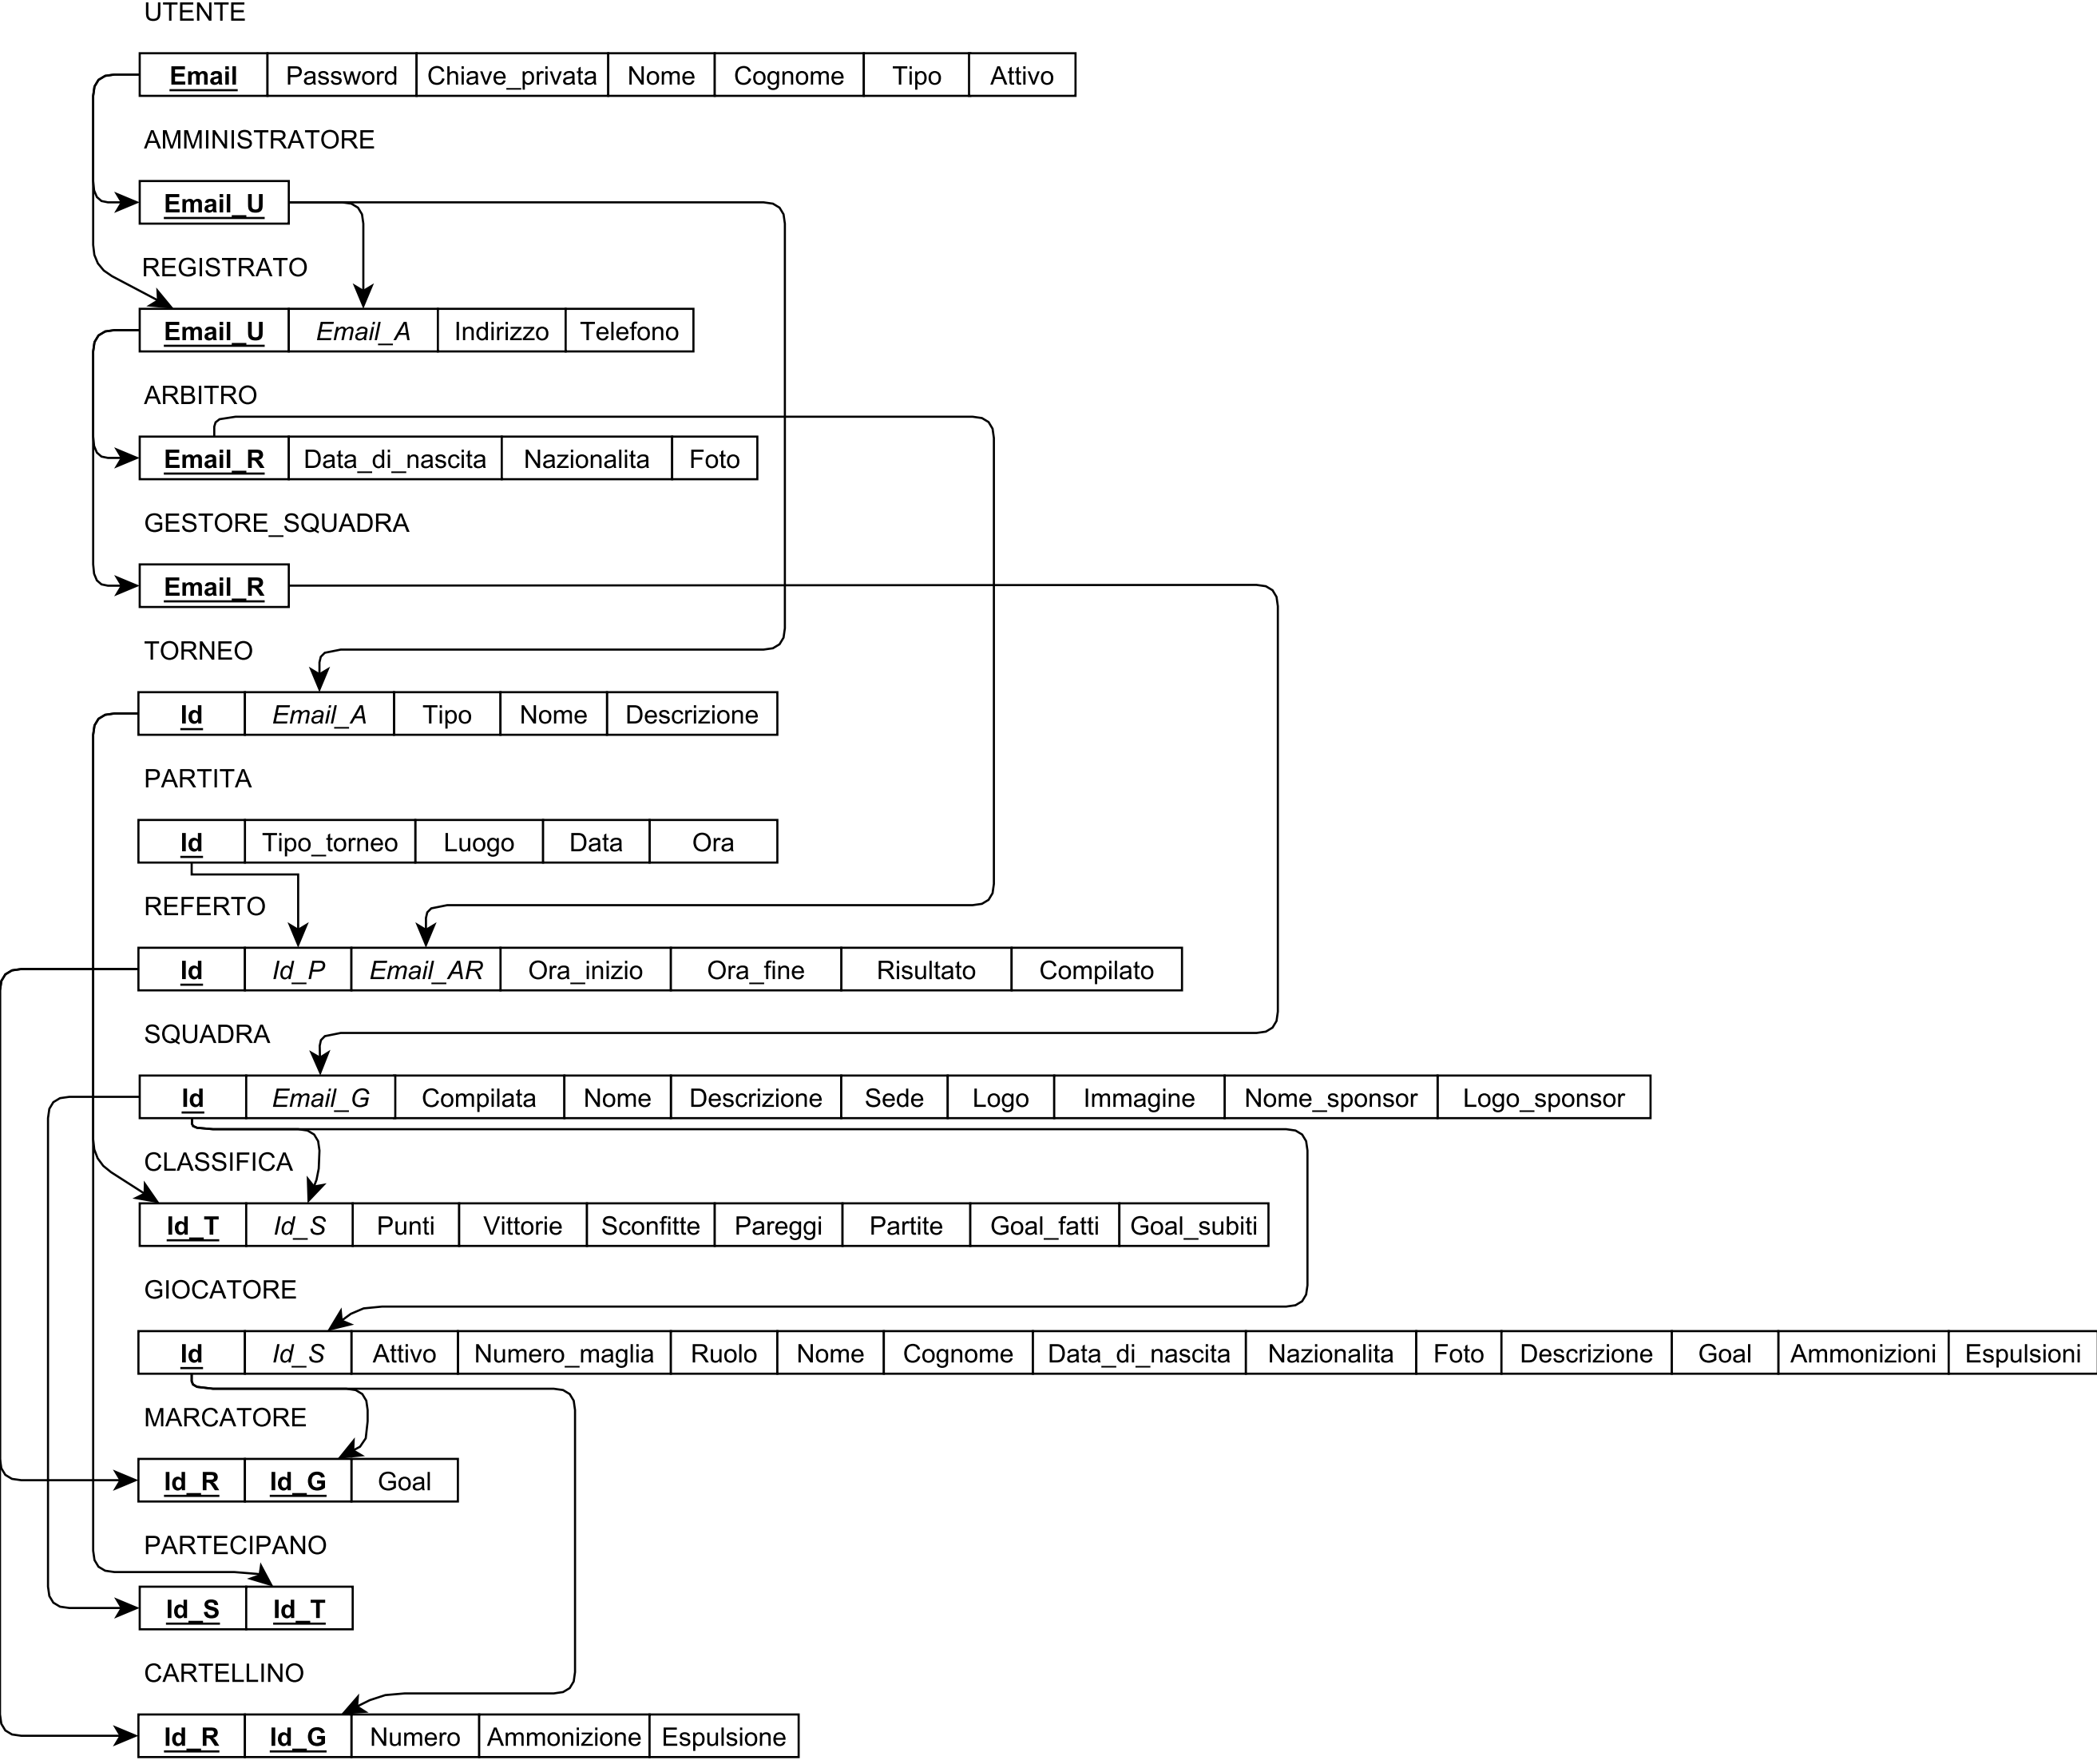 UTENTE
Email Password Chiave_privata Nome Cognome Tipo Attivo
AMMINISTRATORE
Email_U
REGISTRATO
Email_U Email_A Indirizzo Telefono
ARBITRO
Email_R Data_di_nascita Nazionalita Foto
GESTORE_SQUADRA
Email_R
TORNEO
Id Email_A Tipo Nome Descrizione
PARTITA
Id Tipo_torneo Luogo Data Ora
REFERTO
Id Id_P Email_AR Ora_inizio Ora_fine Risultato Compilato
SQUADRA
Id Email_G Compilata Nome Descrizione Sede Logo Immagine Nome_sponsor Logo_sponsor
CLASSIFICA
Id_T Id_S Punti Vittorie Sconfitte Pareggi Partite Goal_fatti Goal_subiti
GIOCATORE
Id Id_S Attivo Numero_maglia Ruolo Nome Cognome Data_di_nascita Nazionalita Foto Descrizione Goal Ammonizioni Espulsioni
MARCATORE
Id_R Id_G Goal
PARTECIPANO
Id_S Id_T
CARTELLINO
Id_R Id_G Numero Ammonizione Espulsione